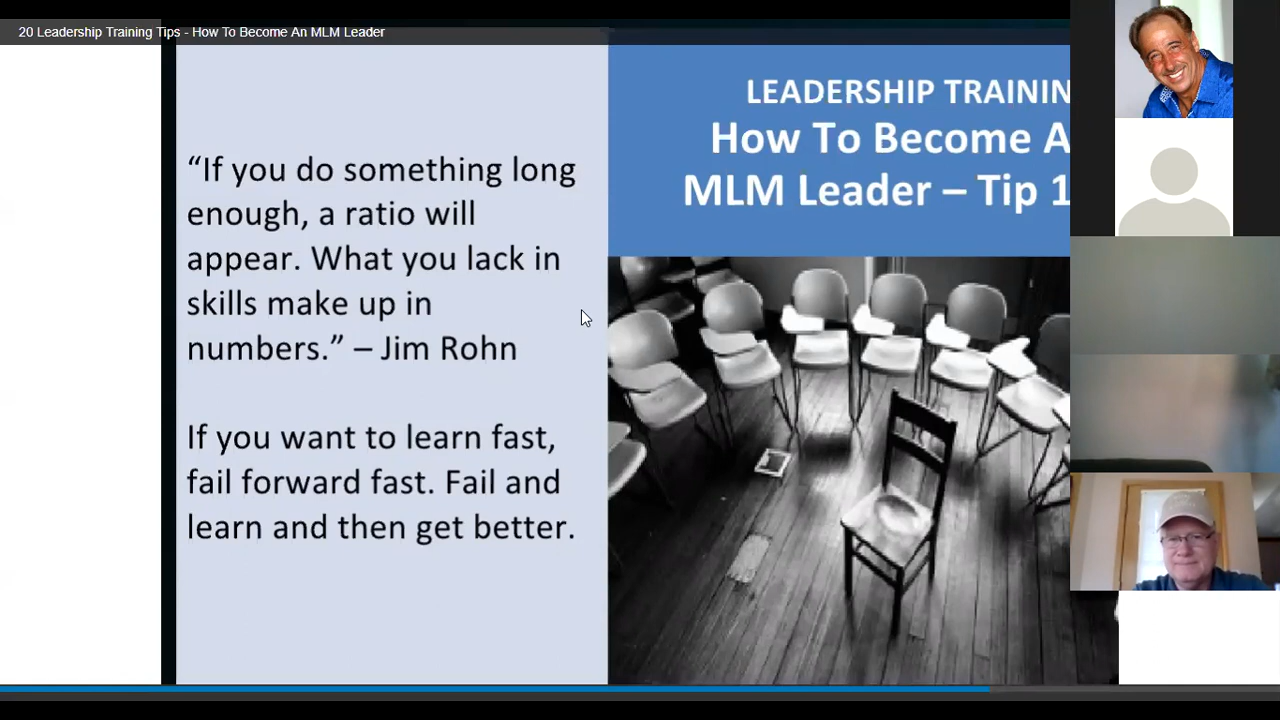 20 Leadership Training Tips - How To Become An MLM Leader
“If you do something long
enough, a ratio will
appear. What you lack in
skills make up in
numbers.” – Jim Rohn
If you want to learn fast,
fail forward fast. Fail and
learn and then get better.
LEADERSHIP TRAININ
How To Become A
MLM Leader – Tip 1